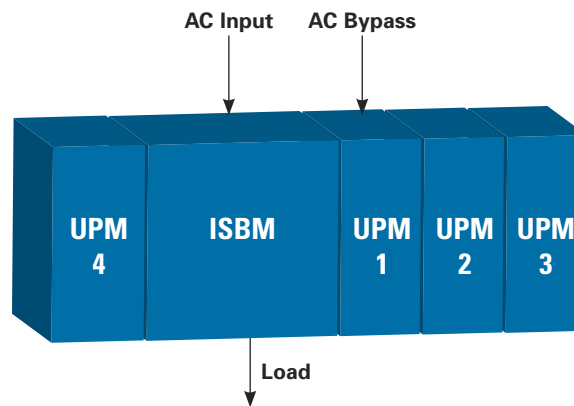 AC Input
AC Bypass
UPM
4
ISBM
UPM
1
UPM
2
UPM
3
Load